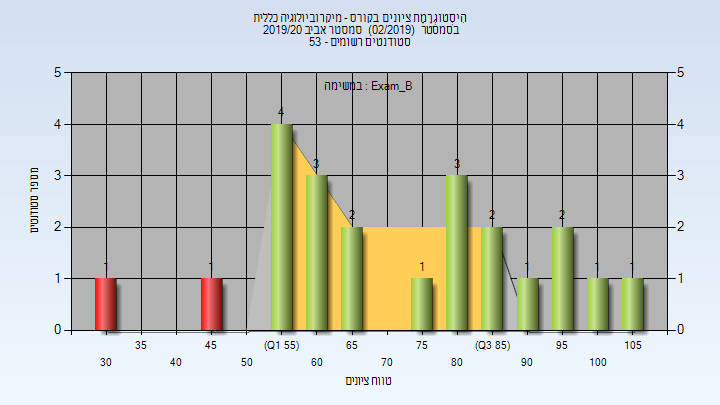 היסטוגרמת ציונים בקורס - מיקרוביולוגיה כללית
בסמסטר (02/2019) סמסטר אביב 2019/20
סטודנטים רשומים - 53
במשימה : Exam_B
מספר סטודנטים
5 5
4 4
3 3
2 2
1 1
0 0
1 1 4 3 2 1 3 2 1 2 1 1
35 45 (Q1 55) 65 75 (Q3 85) 95 105
30 40 50 60 70 80 90 100
טווח ציונים